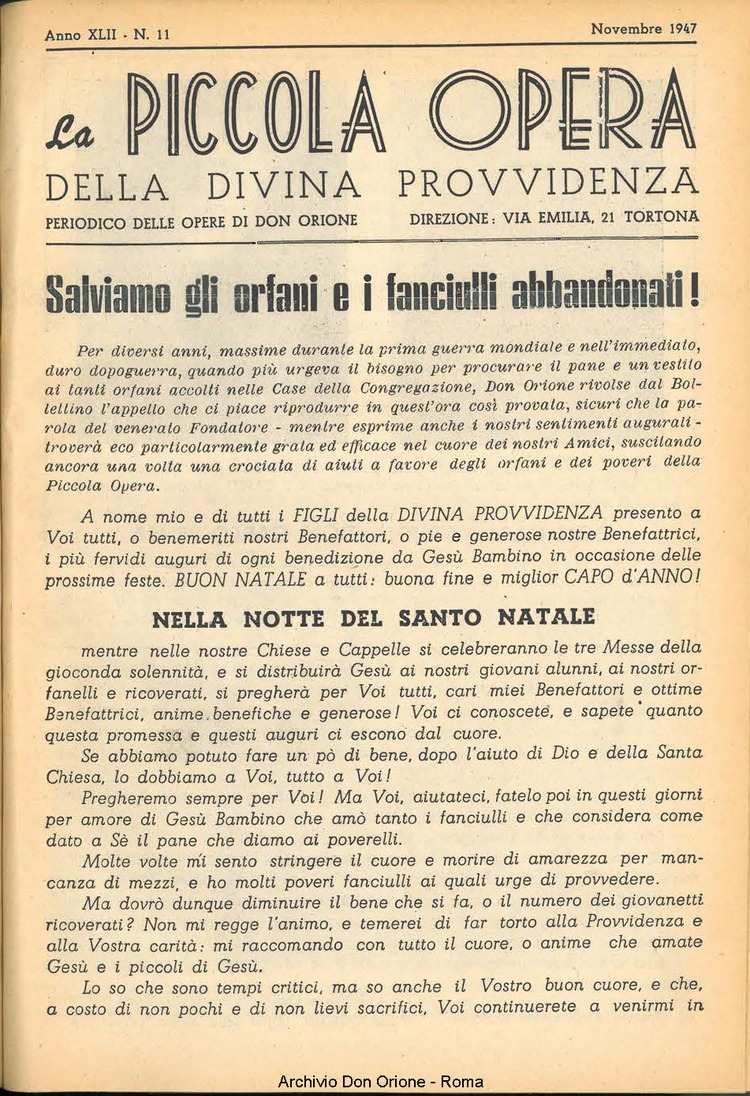 Anno XLII - N. 11 Novembre 1947
La PICCOLA OPERA
DELLA DIVINA PROVVIDENZA
PERIODICO DELLE OPERE DI DON ORIONE DIREZIONE: VIA EMILIA, 21 TORTONA
Salviamo gli orfani e i fanciulli abbandonati!
Per diversi anni, massime durante la prima guerra mondiale e nell'immediato,
duro dopoguerra, quando più urgeva il bisogno per procurare il pane e un vestito
ai tanti orfani accolti nelle Case della Congregazione, Don Orione rivolse dal Bol-
lettino l'appello che ci piace riprodurre in quest'ora così provata, sicuri che la pa-
rola del venerato Fondatore - mentre esprime anche i nostri sentimenti augurali -
troverà eco particolarmente grata ed efficace nel cuore dei nostri Amici, suscitando
ancora una volta una crociata di aiuti a favore degli orfani e dei poveri della
Piccola Opera.
A nome mio e di tutti i FIGLI della DIVINA PROVVIDENZA presento a
Voi tutti, o benemeriti nostri Benefattori, o pie e generose nostre Benefattrici,
i più fervidi auguri di ogni benedizione da Gesù Bambino in occasione delle
prossime feste. BUON NATALE a tutti: buona fine e miglior CAPO d'ANNO!
NELLA NOTTE DEL SANTO NATALE
mentre nelle nostre Chiese e Cappelle si celebreranno le tre Messe della
gioconda solennità, e si distribuirà Gesù ai nostri giovani alunni, ai nostri or-
fanelli e ricoverati, si pregherà per Voi tutti, cari miei Benefattori e ottime
Benefattrici, anime benefiche e generose! Voi ci conoscete, e sapete quanto
questa promessa e questi auguri ci escono dal cuore.
Se abbiamo potuto fare un pò di bene, dopo l'aiuto di Dio e della Santa
Chiesa, lo dobbiamo a Voi, tutto a Voi!
Pregheremo sempre per Voi! Ma Voi, aiutateci, fatelo poi in questi giorni
per amore di Gesù Bambino che amò tanto i fanciulli e che considera come
dato a Sè il pane che diamo ai poverelli.
Molte volte mi sento stringere il cuore e morire di amarezza per man-
canza di mezzi, e ho molti poveri fanciulli ai quali urge di provvedere.
Ma dovrò dunque diminuire il bene che si fa, o il numero dei giovanetti
ricoverati? Non mi regge l'animo, e temerei di far torto alla Provvidenza e
alla Vostra carità: mi raccomando con tutto il cuore, o anime che amate
Gesù e i piccoli di Gesù.
Lo so che sono tempi critici, ma so anche il Vostro buon cuore, e che,
a costo di non pochi e di non lievi sacrifici, Voi continuerete a venirmi in
Archivio Don Orione - Roma